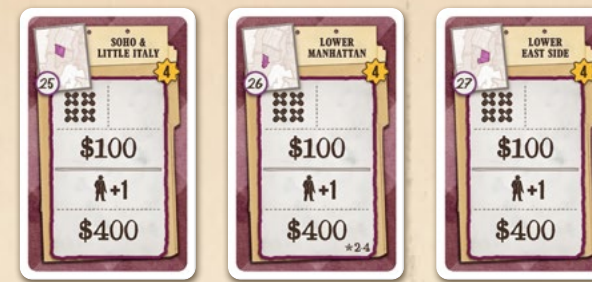 SOHO &
LITTLE ITALY
4
25
$100
+1
$400
LOWER
MANHATTAN
4
26
$100
+1
$400
*2-4
LOWER
EAST SIDE
4
27
$100
+1
$400